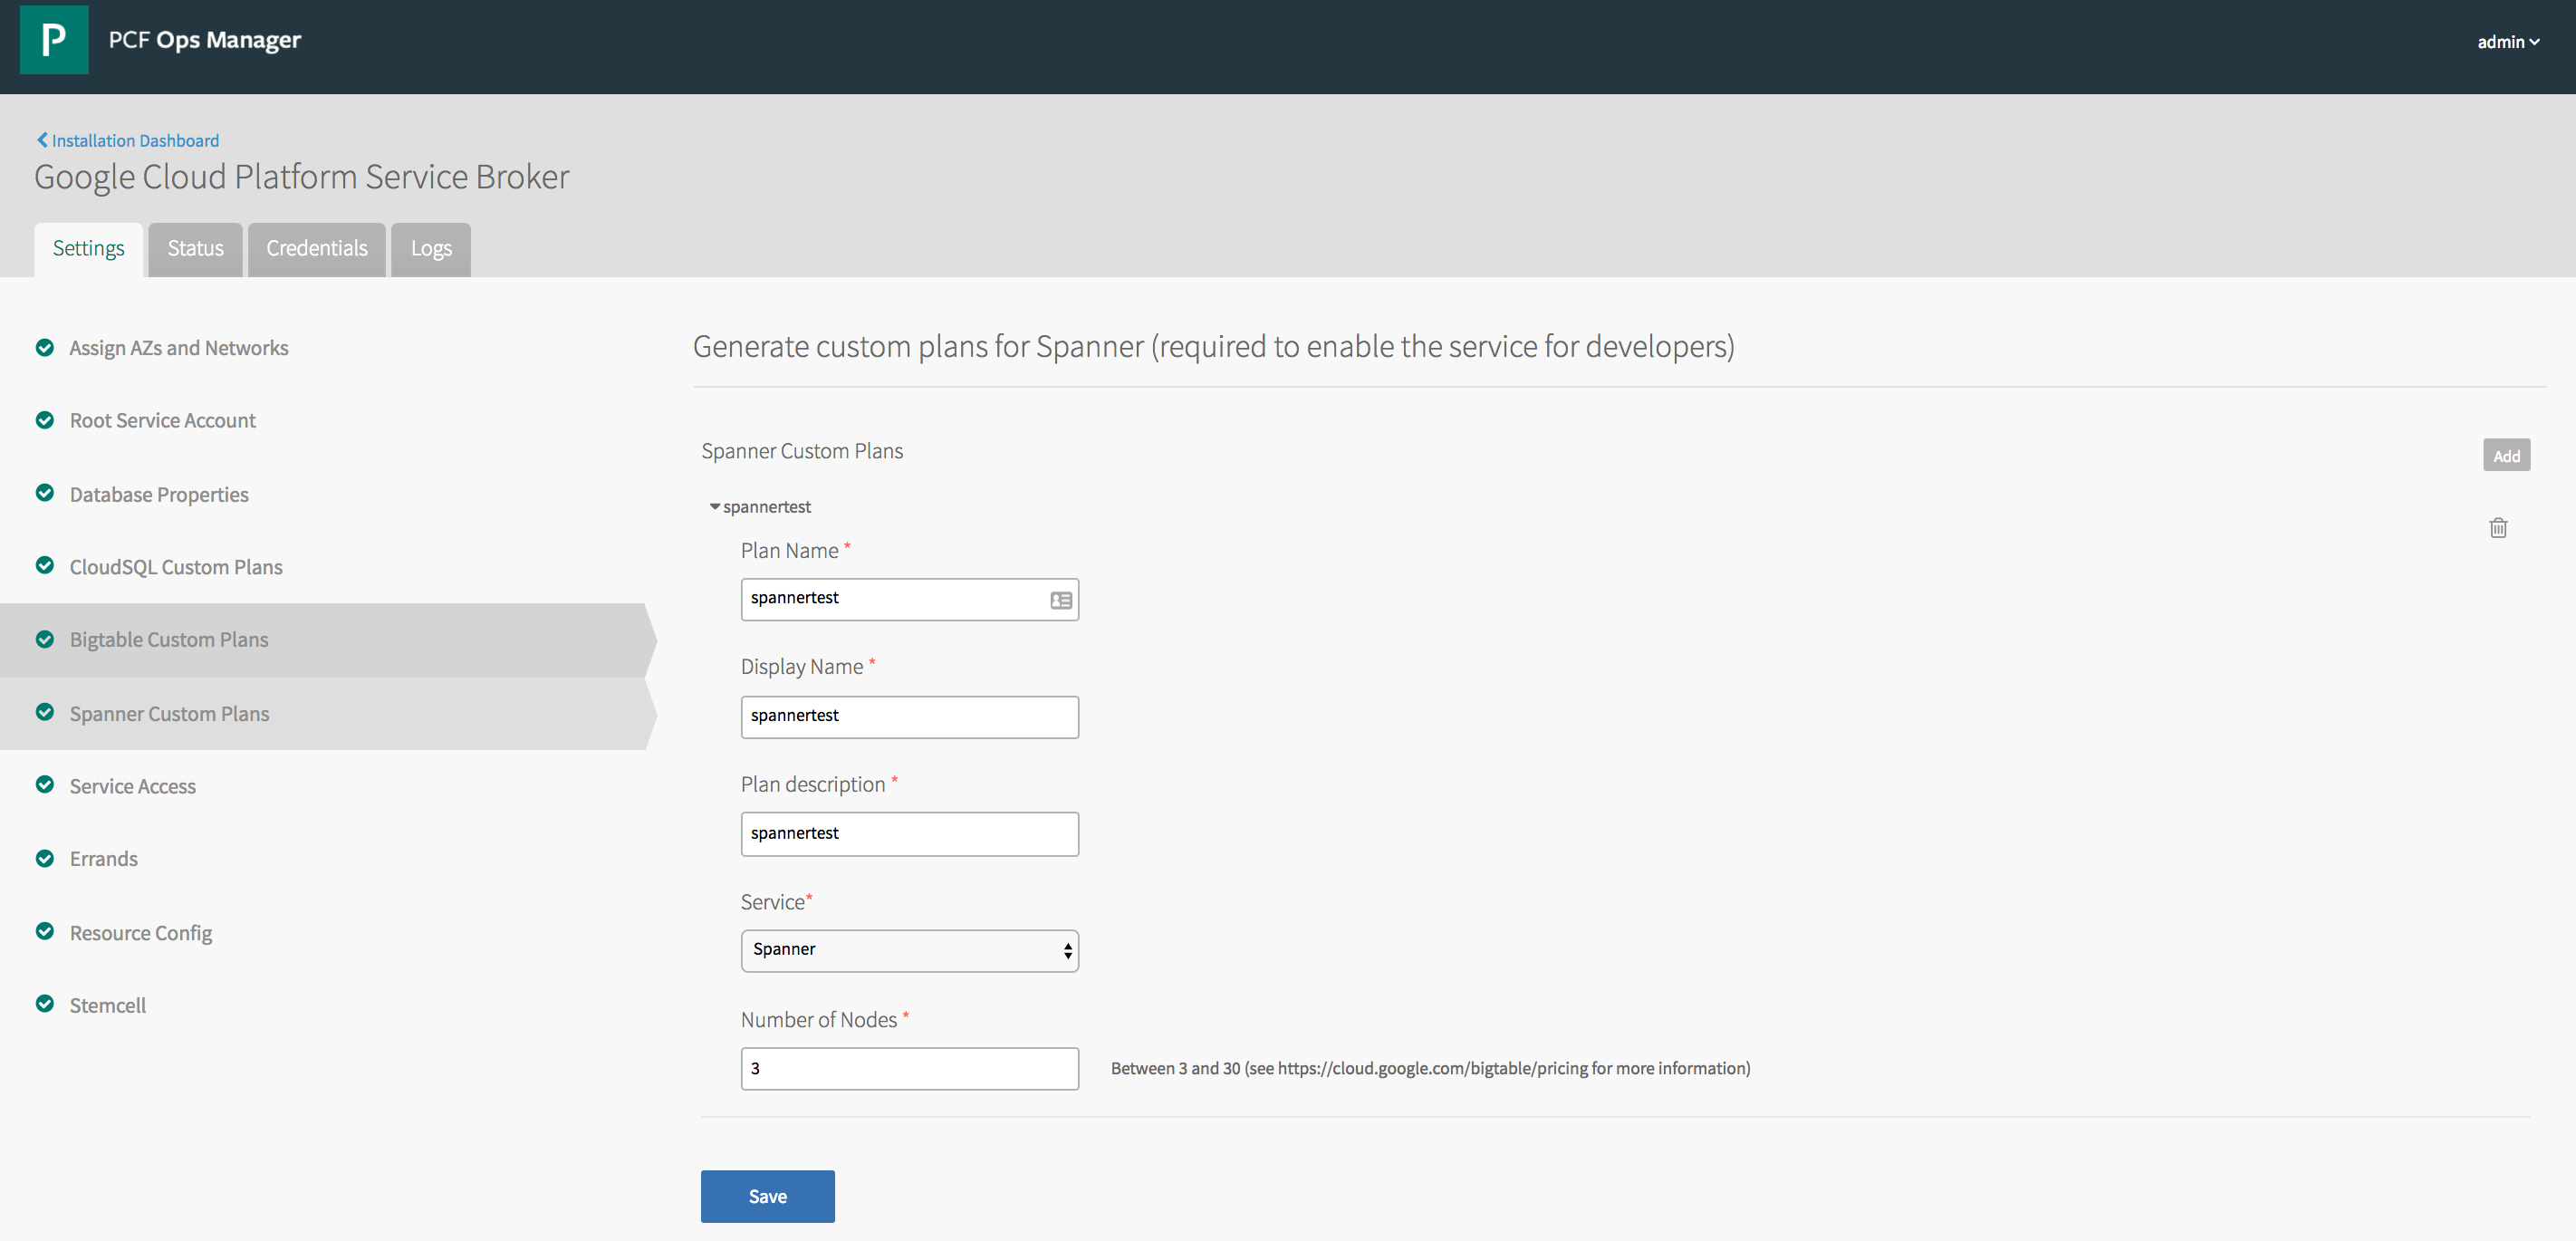 P
PCF Ops Manager
admin
Installation Dashboard
Google Cloud Platform Service Broker
Settings
Status
Credentials
Logs
Assign AZs and Networks
Root Service Account
Database Properties
CloudSQL Custom Plans
Bigtable Custom Plans
Spanner Custom Plans
Service Access
Errands
Resource Config
Stemcell
Generate custom plans for Spanner (required to enable the service for developers)
Spanner Custom Plans
Add
spannertest
Plan Name *
spannertest
Display Name *
spannertest
Plan description *
spannertest
Service*
Spanner
Number of Nodes *
3
Between 3 and 30 (see https://cloud.google.com/bigtable/pricing for more information)
Save